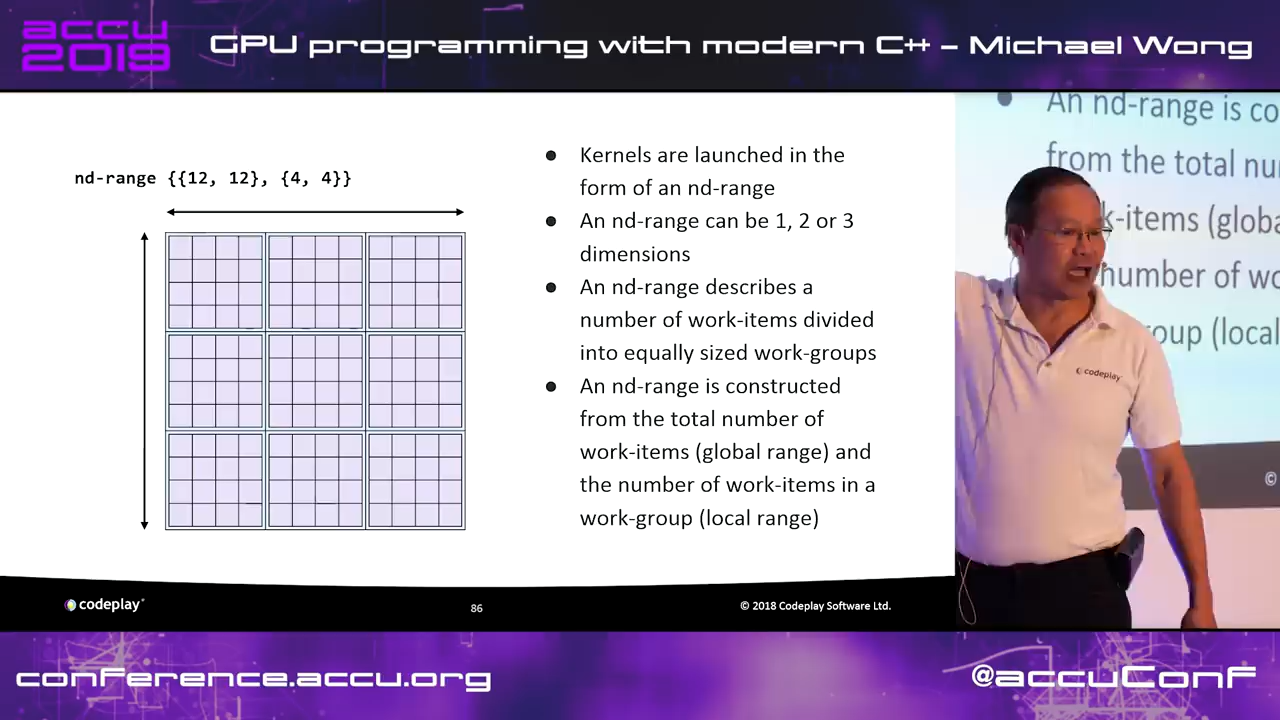 accu
2019
GPU programming with modern C++ – Michael Wong
nd-range {{12, 12}, {4, 4}}
● Kernels are launched in the
form of an nd-range
● An nd-range can be 1, 2 or 3
dimensions
● An nd-range describes a
number of work-items divided
into equally sized work-groups
● An nd-range is constructed
from the total number of
work-items (global range) and
the number of work-items in a
work-group (local range)
codeplay
86
© 2018 Codeplay Software Ltd.
● An nd-range is co
from the total nu
k-items (globa
number of wo
oup (local
codeplay
©
conference.accu.org
@accuConf